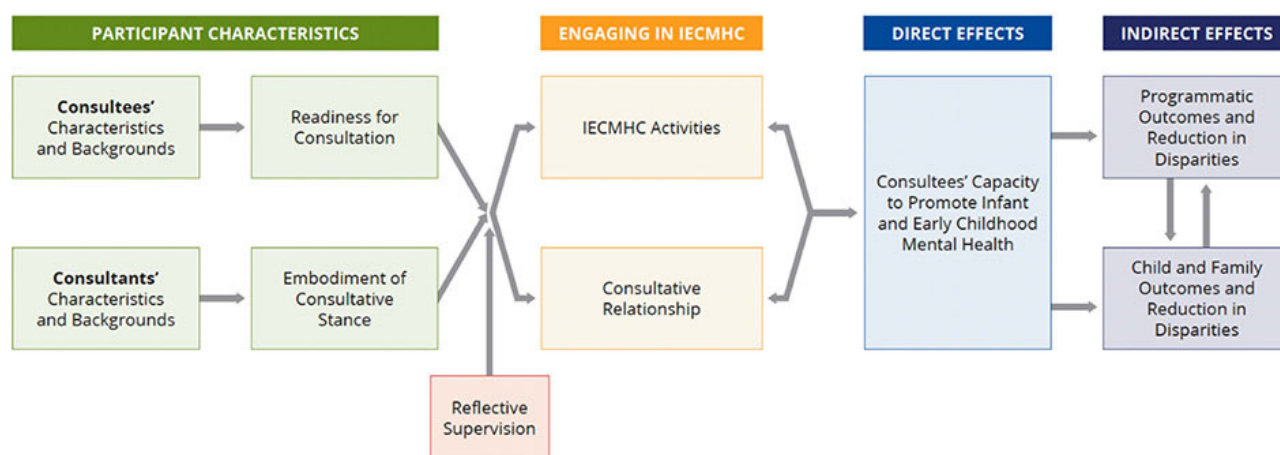 PARTICIPANT CHARACTERISTICS
ENGAGING IN IECMHC
DIRECT EFFECTS
INDIRECT EFFECTS
Consultees'
Characteristics
and Backgrounds
Readiness for
Consultation
IECMHC Activities
Consultees' Capacity
to Promote Infant
and Early Childhood
Mental Health
Programmatic
Outcomes and
Reduction in
Disparities
Consultants'
Characteristics
and Backgrounds
Embodiment of
Consultative
Stance
Consultative
Relationship
Child and Family
Outcomes and
Reduction in
Disparities
Reflective
Supervision